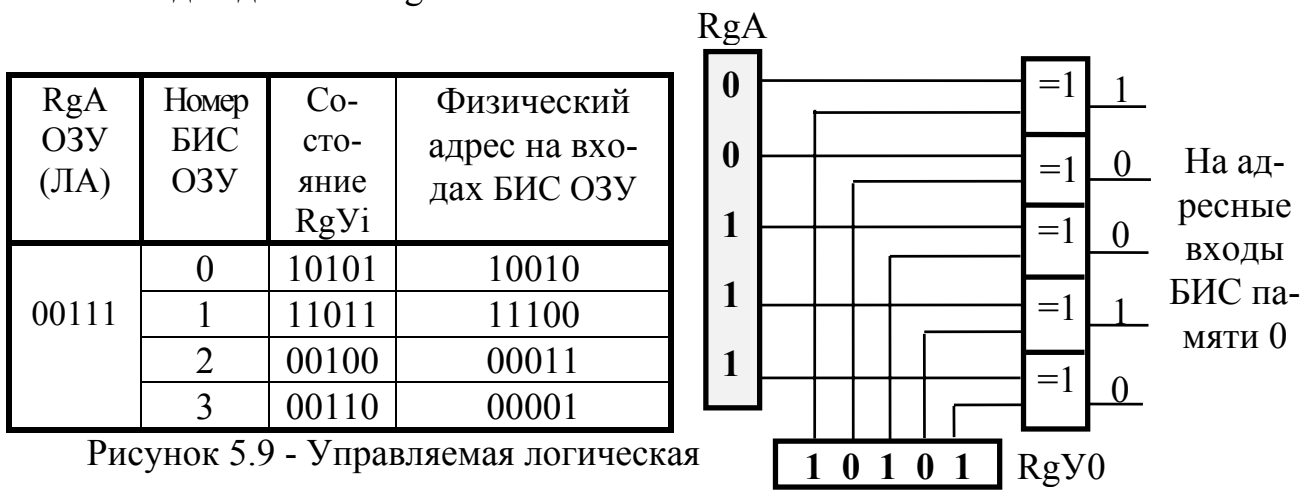 RgA
RgA Номер Со- Физический
ОЗУ БИС сто- адрес на вхо-
(ЛА) ОЗУ яние дах БИС ОЗУ
RgУi
00111
0 10101 10010
1 11011 11100
2 00100 00011
3 00110 00001
0 =1 1
0 =1 0
1 =1 0
1 =1 1
1 =1 0
На ад-
ресные
входы
БИС па-
мяти 0
1 0 1 0 1 RgУ0
Рисунок 5.9 - Управляемая логическая